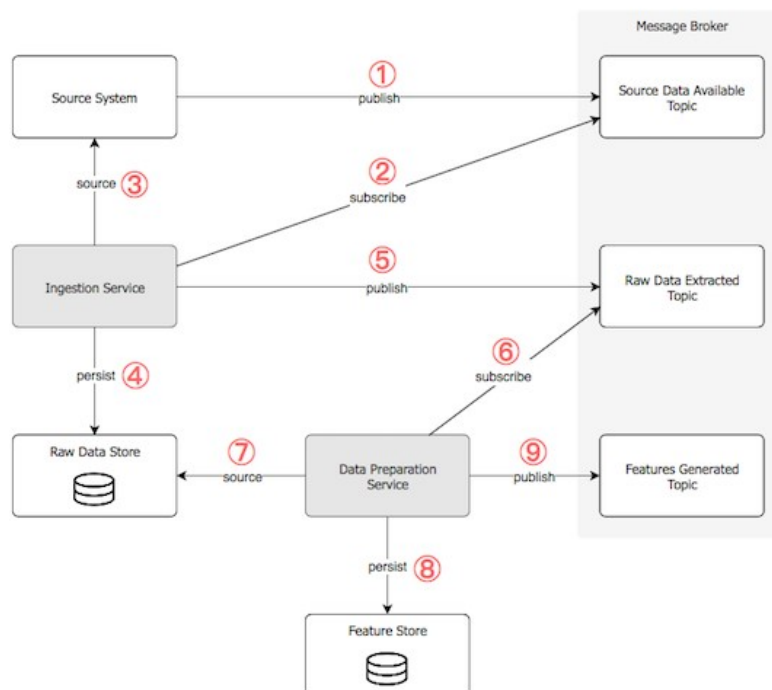 Message Broker
Source System
①
publish
Source Data Available
Topic
②
subscribe
source ③
Ingestion Service
⑤
publish
Raw Data Extracted
Topic
⑥
subscribe
persist ④
Raw Data Store
⑦
source
Data Preparation
Service
⑨
publish
Features Generated
Topic
persist ⑧
Feature Store